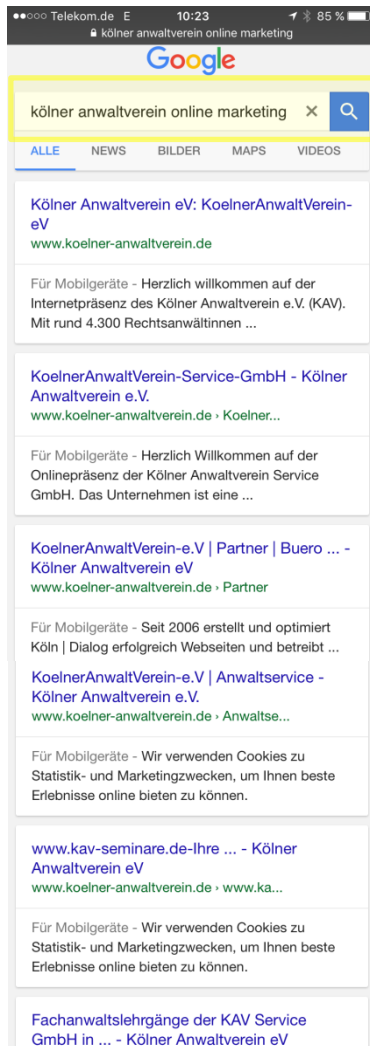 Telekom.de E 10:23 85 %
kölner anwaltverein online marketing
Google
kölner anwaltverein online marketing
ALLE NEWS BILDER MAPS VIDEOS
Kölner Anwaltverein eV: KoelnerAnwaltVerein-
eV
www.koelner-anwaltverein.de
Für Mobilgeräte - Herzlich willkommen auf der
Internetpräsenz des Kölner Anwaltverein e.V. (KAV).
Mit rund 4.300 Rechtsanwältinnen ...
KoelnerAnwaltVerein-Service-GmbH - Kölner
Anwaltverein e.V.
www.koelner-anwaltverein.de › Koelner...
Für Mobilgeräte - Herzlich Willkommen auf der
Onlinepräsenz der Kölner Anwaltverein Service
GmbH. Das Unternehmen ist eine ...
KoelnerAnwaltVerein-e.V | Partner | Buero ... -
Kölner Anwaltverein eV
www.koelner-anwaltverein.de › Partner
Für Mobilgeräte - Seit 2006 erstellt und optimiert
Köln | Dialog erfolgreich Webseiten und betreibt ...
KoelnerAnwaltVerein-e.V | Anwaltservice -
Kölner Anwaltverein e.V.
www.koelner-anwaltverein.de › Anwaltse...
Für Mobilgeräte - Wir verwenden Cookies zu
Statistik- und Marketingzwecken, um Ihnen beste
Erlebnisse online bieten zu können.
www.kav-seminare.de-Ihre ... - Kölner
Anwaltverein eV
www.koelner-anwaltverein.de › www.ka...
Für Mobilgeräte - Wir verwenden Cookies zu
Statistik- und Marketingzwecken, um Ihnen beste
Erlebnisse online bieten zu können.
Fachanwaltslehrgänge der KAV Service
GmbH in ... - Kölner Anwaltverein eV